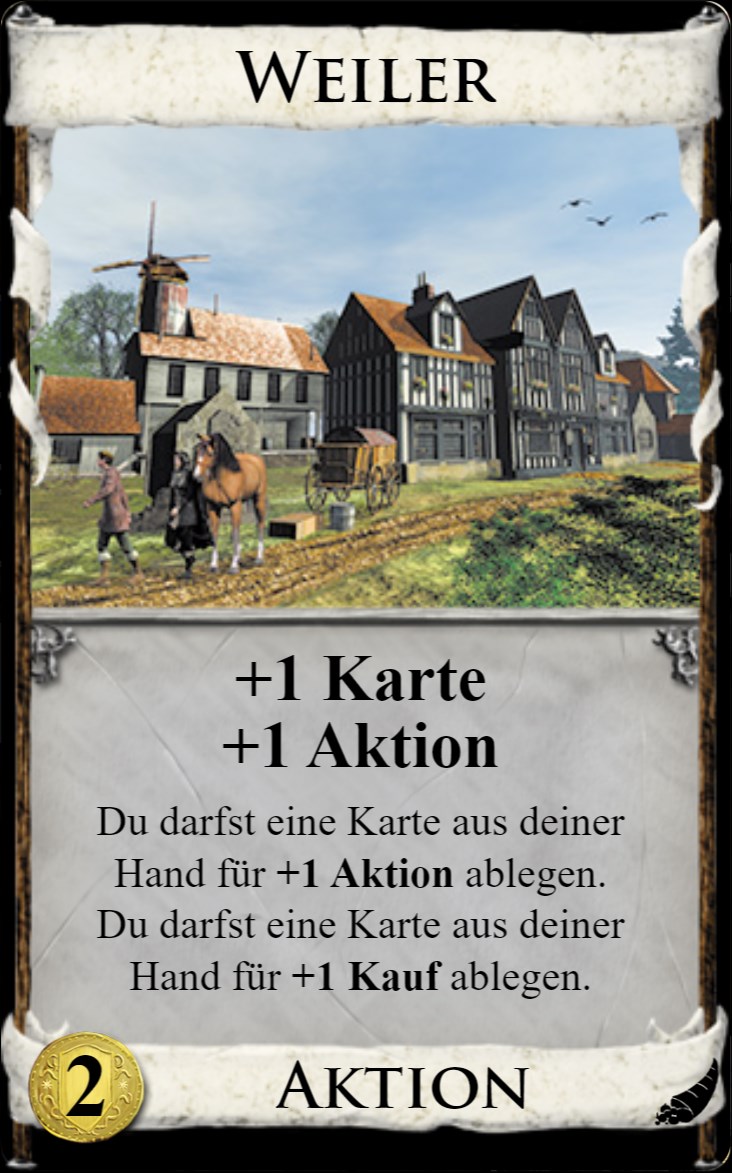 Weiler
+1 Karte
+1 Aktion
Du darfst eine Karte aus deiner
Hand für +1 Aktion ablegen.
Du darfst eine Karte aus deiner
Hand für +1 Kauf ablegen.
2
Aktion